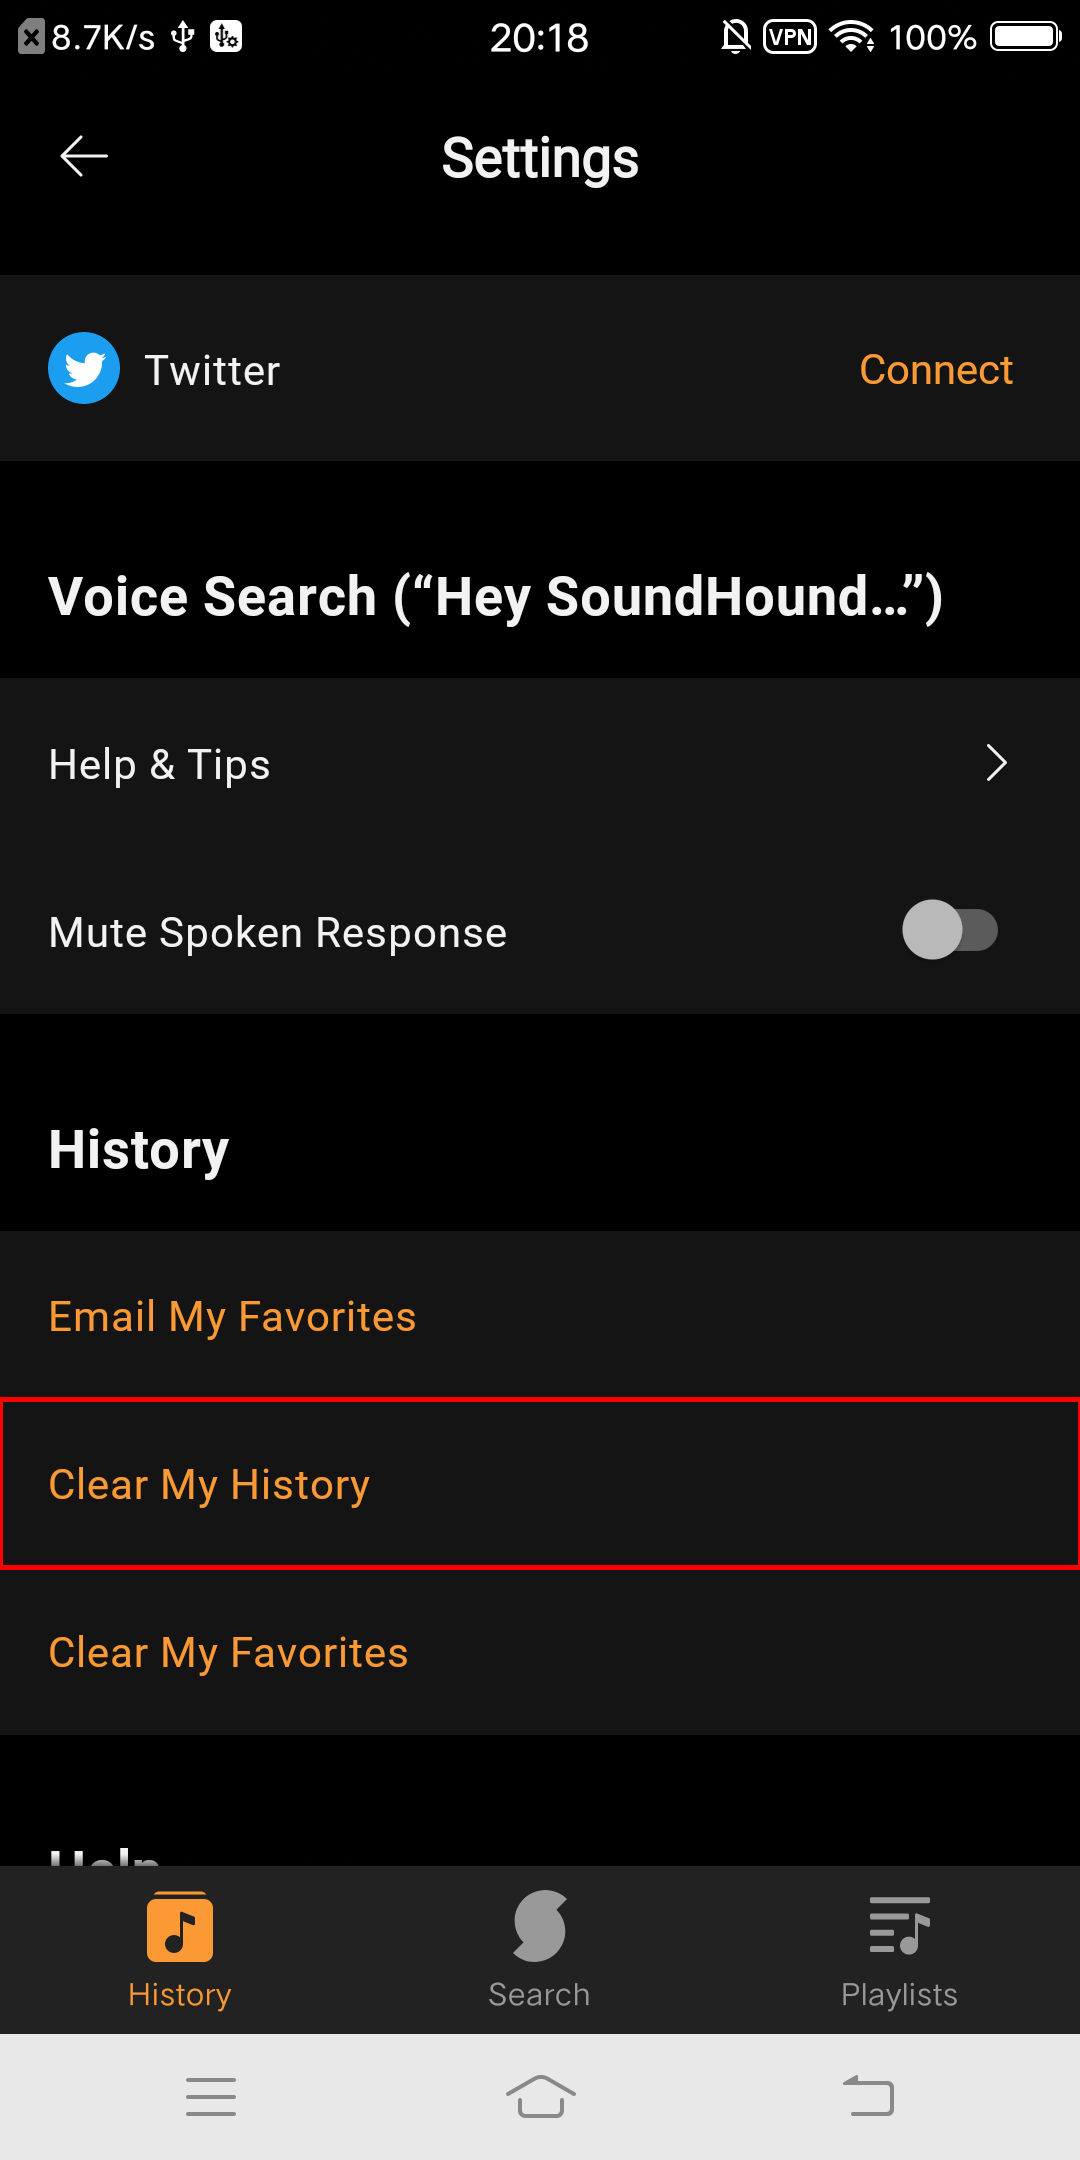 8.7K/s 20:18 VPN 100%
Settings
Twitter Connect
Voice Search (“Hey SoundHound…”)
Help & Tips
Mute Spoken Response
History
Email My Favorites
Clear My History
Clear My Favorites
Help
History Search Playlists